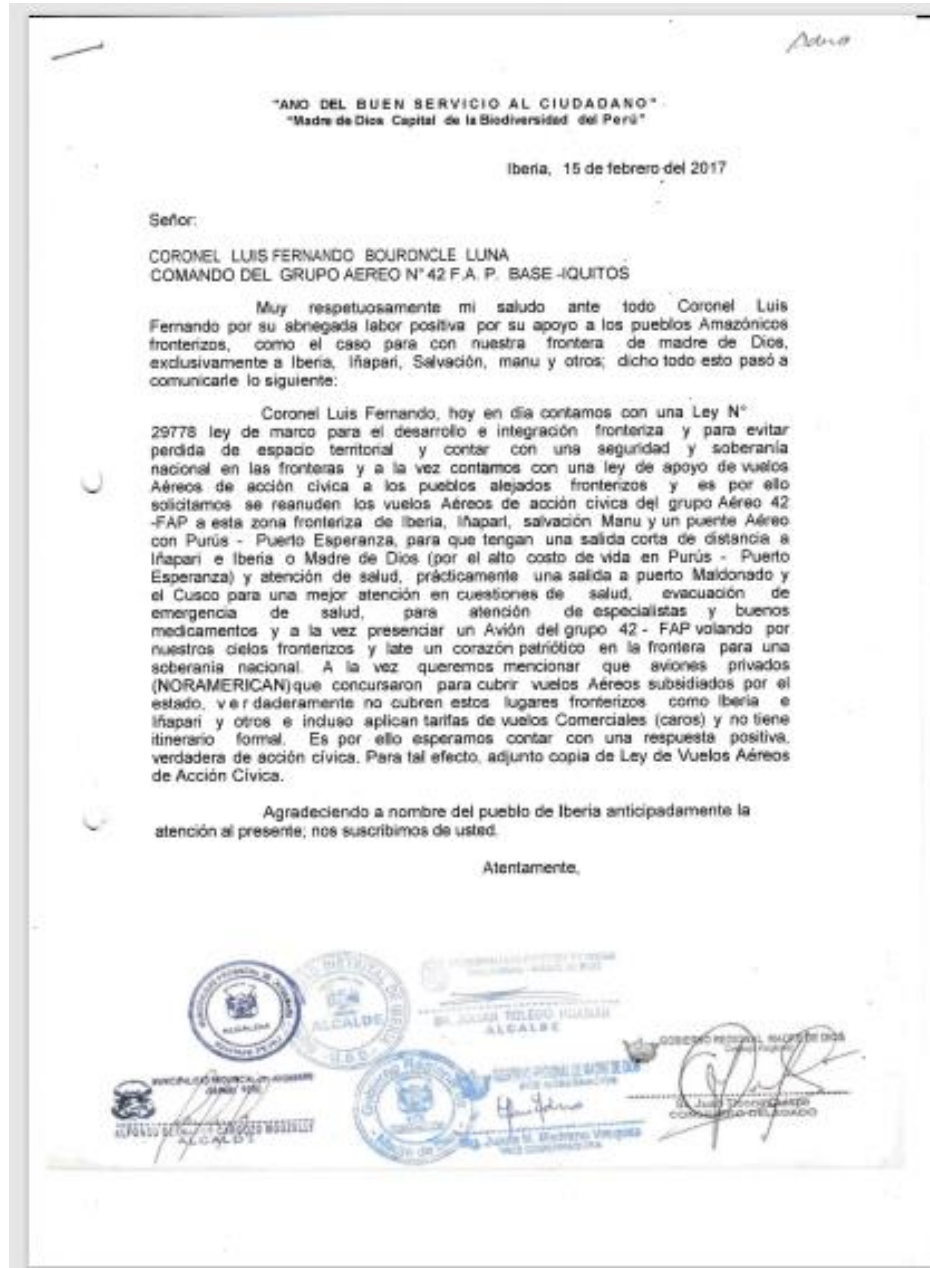 "ANO DEL BUEN SERVICIO AL CIUDADANO"
"Madre de Dios Capital de la Biodiversidad del Perú"
Iberia, 15 de febrero del 2017
Señor:
CORONEL LUIS FERNANDO BOURONCLE LUNA
COMANDO DEL GRUPO AEREO N° 42 F.A. P. BASE -IQUITOS
Muy respetuosamente mi saludo ante todo Coronel Luis
Fernando por su abnegada labor positiva por su apoyo a los pueblos Amazónicos
fronterizos, como el caso para con nuestra frontera de madre de Dios,
exclusivamente a Iberia, Iñapari, Salvación, manu y otros; dicho todo esto pasó a
comunicarle lo siguiente:
Coronel Luis Fernando, hoy en día contamos con una Ley N°
29778 ley de marco para el desarrollo e integración fronteriza y para evitar
perdida de espacio territorial y contar con una seguridad y soberanía
nacional en las fronteras y a la vez contamos con una ley de apoyo de vuelos
Aéreos de acción cívica a los pueblos alejados fronterizos y es por ello
solicitamos se reanuden los vuelos Aéreos de acción cívica del grupo Aéreo 42
-FAP a esta zona fronteriza de Iberia, Iñapari, salvación Manu y un puente Aéreo
con Purús - Puerto Esperanza, para que tengan una salida corta de distancia a
Iñapari e Iberia o Madre de Dios (por el alto costo de vida en Purús - Puerto
Esperanza) y atención de salud, prácticamente una salida a puerto Maldonado y
el Cusco para una mejor atención en cuestiones de salud, evacuación de
emergencia de salud, para atención de especialistas y buenos
medicamentos y a la vez presenciar un Avión del grupo 42 - FAP volando por
nuestros cielos fronterizos y late un corazón patriótico en la frontera para una
soberanía nacional. A la vez queremos mencionar que aviones privados
(NORAMERICAN)que concursaron para cubrir vuelos Aéreos subsidiados por el
estado, verdaderamente no cubren estos lugares fronterizos como Iberia e
Iñapari y otros e incluso aplican tarifas de vuelos Comerciales (caros) y no tiene
itinerario formal. Es por ello esperamos contar con una respuesta positiva,
verdadera de acción cívica. Para tal efecto, adjunto copia de Ley de Vuelos Aéreos
de Acción Cívica.
Agradeciendo a nombre del pueblo de Iberia anticipadamente la
atención al presente; nos suscribimos de usted.
Atentamente,
ALCALDIA
ALCALDE
ALCALDE
GOBIERNO REGIONAL MADRE DE DIOS
ALCALDE
VICE GOBERNADORA
CONSEJERO DELEGADO